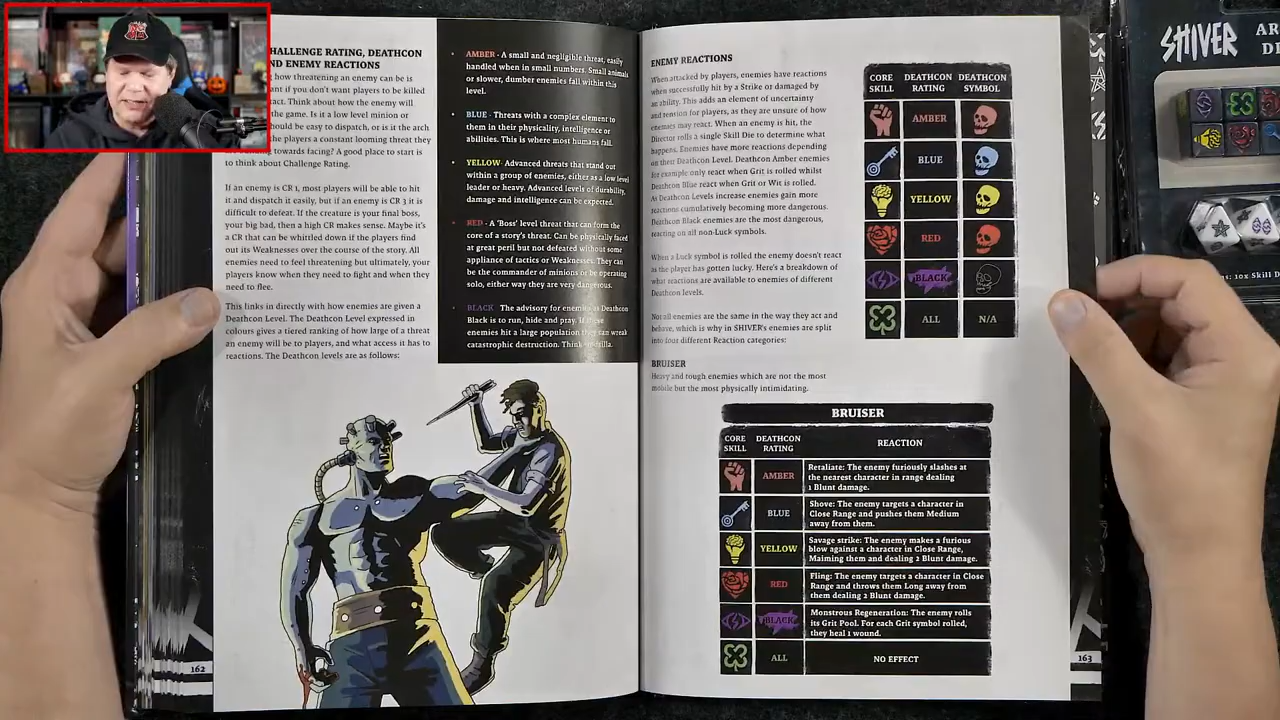 HALLENGE RATING, DEATHCON
ND ENEMY REACTIONS
how threatening an enemy can be is
ant if you don't want players to be killed
act. Think about how the enemy will
the game. Is it a low level minion or
hould be easy to dispatch, or is it the arch
the players a constant looming threat they
towards facing? A good place to start is
to think about Challenge Rating.
If an enemy is CR 1, most players will be able to hit
it and dispatch it easily, but if an enemy is CR 3 it is
difficult to defeat. If the creature is your final boss,
your big bad, then a high CR makes sense. Maybe it's
a CR that can be whittled down if the players find
out its Weaknesses over the course of the story. All
enemies need to feel threatening but ultimately, your
players know when they need to fight and when they
need to flee.
This links in directly with how enemies are given a
Deathcon Level. The Deathcon Level expressed in
colours gives a tiered ranking of how large of a threat
an enemy will be to players, and what access it has to
reactions. The Deathcon levels are as follows:
• AMBER - A small and negligible threat, easily
handled when in small numbers. Small animals
or slower, dumber enemies fall within this
level.
• BLUE - Threats with a complex element to
them in their physicality, intelligence or
abilities. This is where most humans fall.
• YELLOW- Advanced threats that stand out
within a group of enemies, either as a low level
leader or heavy. Advanced levels of durability,
damage and intelligence can be expected.
• RED - A 'Boss' level threat that can form the
core of a story's threat. Can be physically faced
at great peril but not defeated without some
appliance of tactics or Weaknesses. They can
be the commander of minions or be operating
solo, either way they are very dangerous.
• BLACK - The advisory for enemies at Deathcon
Black is to run, hide and pray. If these
enemies hit a large population they can wreak
catastrophic destruction. Think
162
ENEMY REACTIONS
When attacked by players, enemies have reactions
when successfully hit by a Strike or damaged by
an ability. This adds an element of uncertainty
and tension for players, as they are unsure of how
enemies may react. When an enemy is hit, the
Director rolls a single Skill Die to determine what
happens. Enemies have more reactions depending
on their Deathcon Level. Deathcon Amber enemies
for example only react when Grit is rolled whilst
Deathcon Blue react when Grit or Wit is rolled.
As Deathcon Levels increase enemies gain more
reactions cumulatively becoming more dangerous.
Deathcon Black enemies are the most dangerous,
reacting on all non-Luck symbols.
When a Luck symbol is rolled the enemy doesn't react
as the player has gotten lucky. Here's a breakdown of
what reactions are available to enemies of different
Deathcon levels.
Not all enemies are the same in the way they act and
behave, which is why in SHIVER's enemies are split
into four different Reaction categories:
BRUISER
Heavy and tough enemies which are not the most
mobile but the most physically intimidating.
CORE SKILL DEATHCON RATING DEATHCON SYMBOL
AMBER
BLUE
YELLOW
RED
BLACK
ALL N/A
BRUISER
CORE SKILL DEATHCON RATING REACTION
AMBER Retaliate: The enemy furiously slashes at
the nearest character in range dealing
1 Blunt damage.
BLUE Shove: The enemy targets a character in
Close Range and pushes them Medium
away from them.
YELLOW Savage strike: The enemy makes a furious
blow against a character in Close Range,
Maiming them and dealing 2 Blunt damage.
RED Fling: The enemy targets a character in Close
Range and throws them Long away from
them dealing 2 Blunt damage.
BLACK Monstrous Regeneration: The enemy rolls
its Grit Pool. For each Grit symbol rolled,
they heal 1 wound.
ALL NO EFFECT
163
SHIVER
10x Skill D